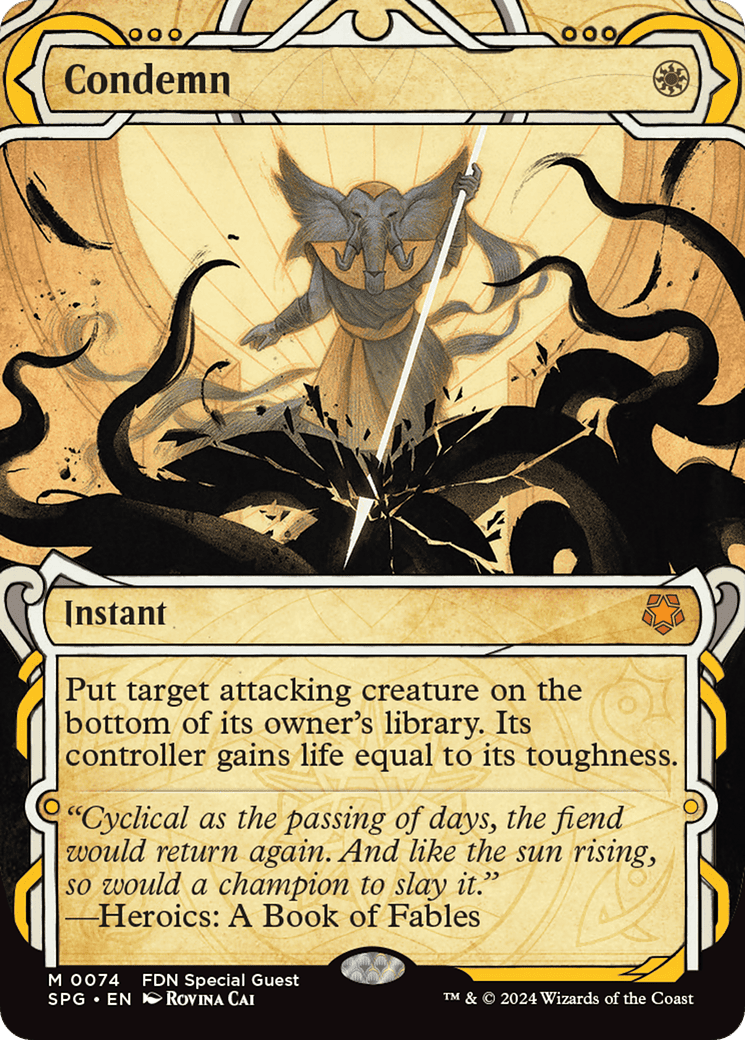 Condemn
Instant
Put target attacking creature on the
bottom of its owner's library. Its
controller gains life equal to its toughness.
“Cyclical as the passing of days, the fiend
would return again. And like the sun rising,
so would a champion to slay it.”
—Heroics: A Book of Fables
M 0074 FDN Special Guest
SPG • EN Rovina Cai
™ & © 2024 Wizards of the Coast